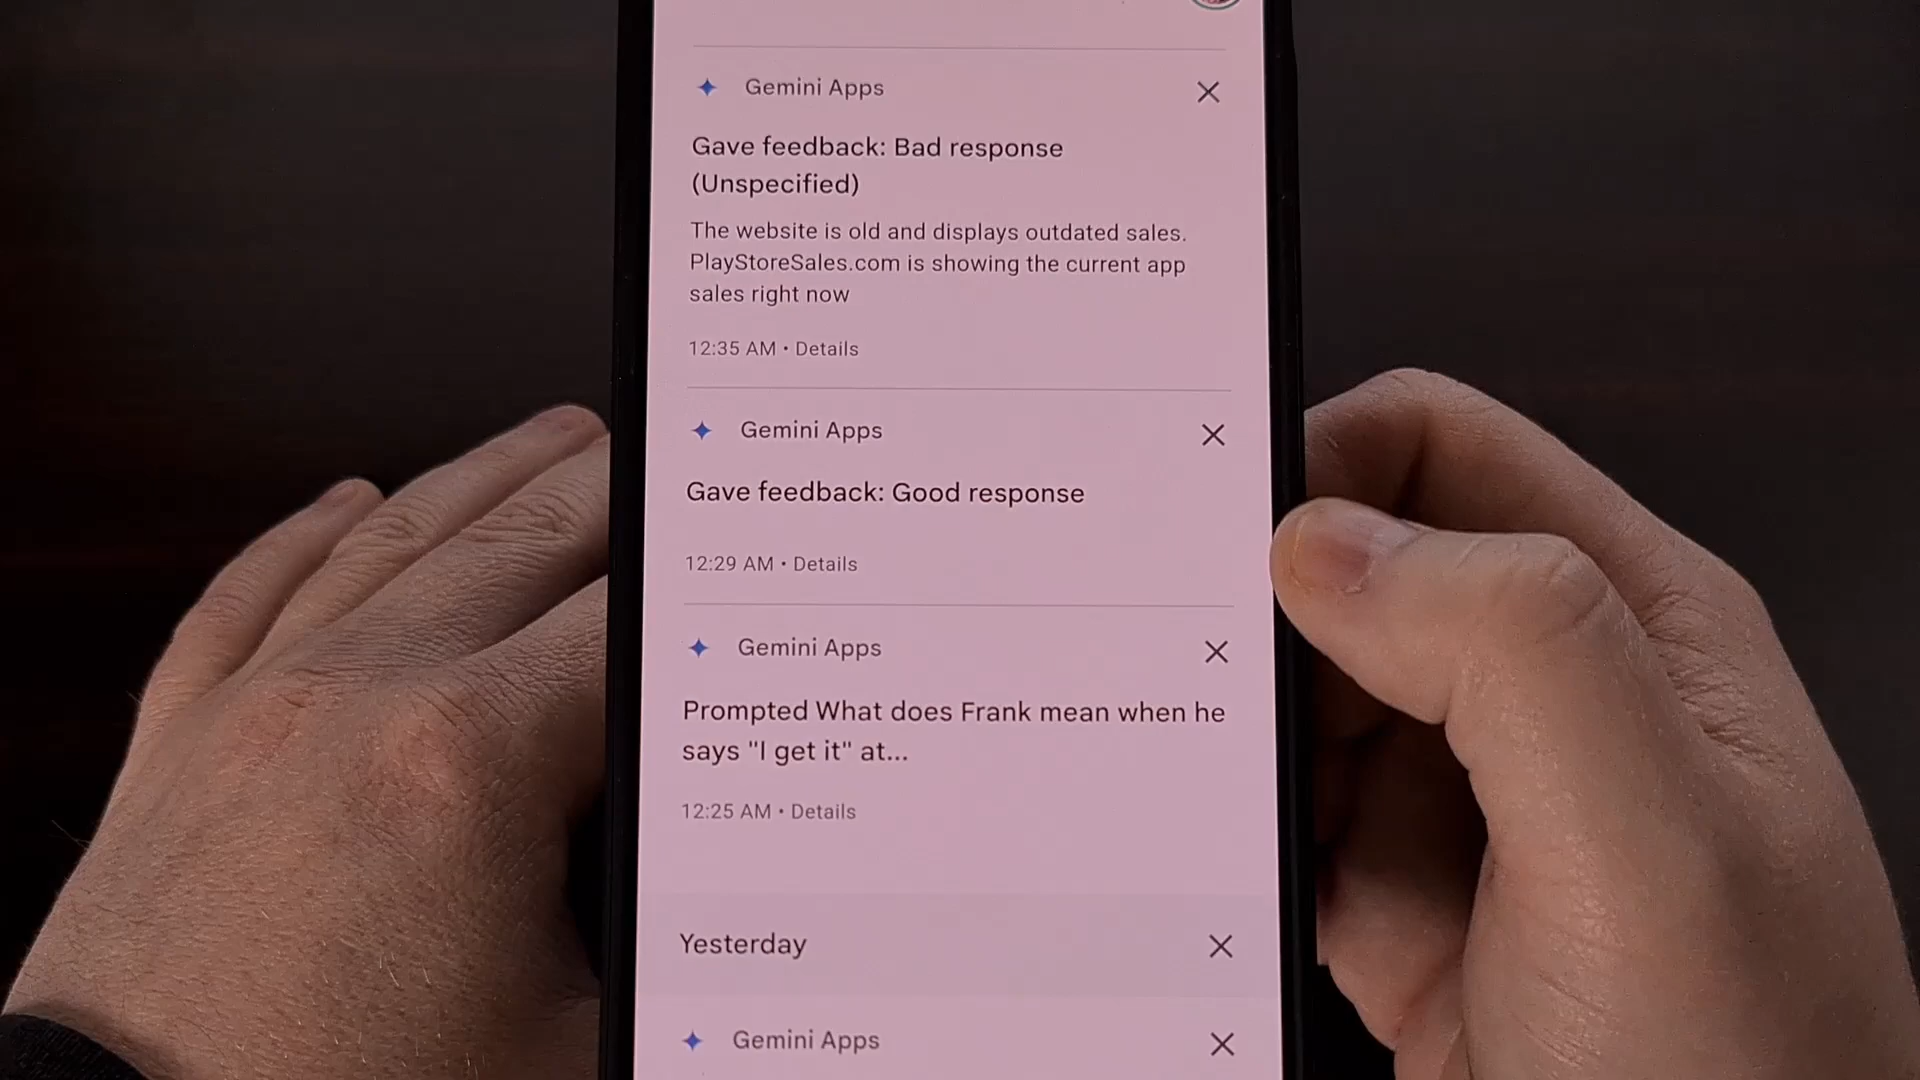 Gemini Apps
Gave feedback: Bad response
(Unspecified)
The website is old and displays outdated sales.
PlayStoreSales.com is showing the current app
sales right now
12:35 AM • Details
Gemini Apps
Gave feedback: Good response
12:29 AM • Details
Gemini Apps
Prompted What does Frank mean when he
says "I get it" at...
12:25 AM • Details
Yesterday
Gemini Apps